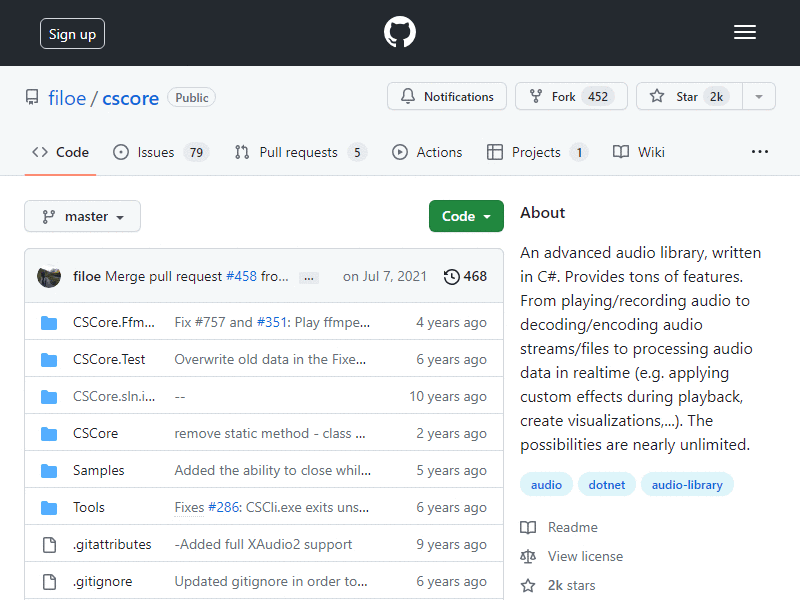 Sign up
filoe / cscore Public
Notifications Fork 452 Star 2k
Code Issues 79 Pull requests 5 Actions Projects 1 Wiki ...
master Code
filoe Merge pull request #458 fro... ... on Jul 7, 2021 468
CSCore.Ffm... Fix #757 and #351: Play ffmpe... 4 years ago
CSCore.Test Overwrite old data in the Fixe... 6 years ago
CSCore.sln.i... -- 10 years ago
CSCore remove static method - class ... 2 years ago
Samples Added the ability to close whil... 5 years ago
Tools Fixes #286: CSCli.exe exits uns... 6 years ago
.gitattributes -Added full XAudio2 support 9 years ago
.gitignore Updated gitignore in order to... 6 years ago
About
An advanced audio library, written
in C#. Provides tons of features.
From playing/recording audio to
decoding/encoding audio
streams/files to processing audio
data in realtime (e.g. applying
custom effects during playback,
create visualizations,...). The
possibilities are nearly unlimited.
audio dotnet audio-library
Readme
View license
2k stars